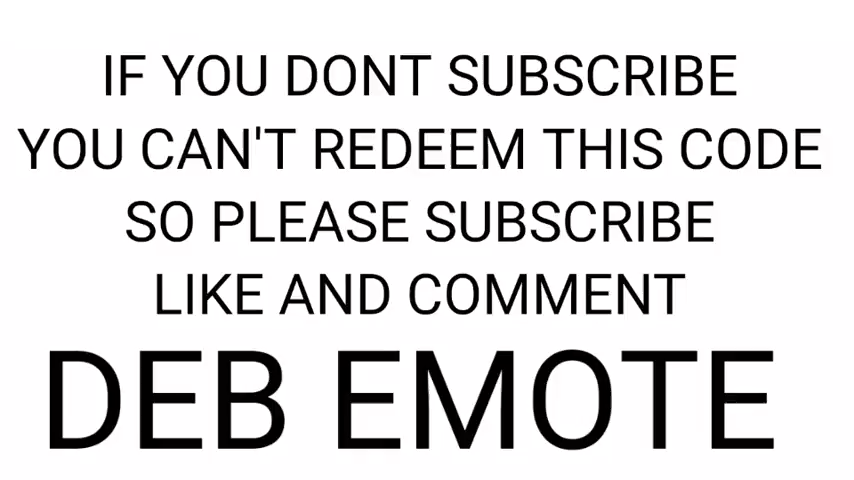 IF YOU DONT SUBSCRIBE
YOU CAN'T REDEEM THIS CODE
SO PLEASE SUBSCRIBE
LIKE AND COMMENT
DEB EMOTE